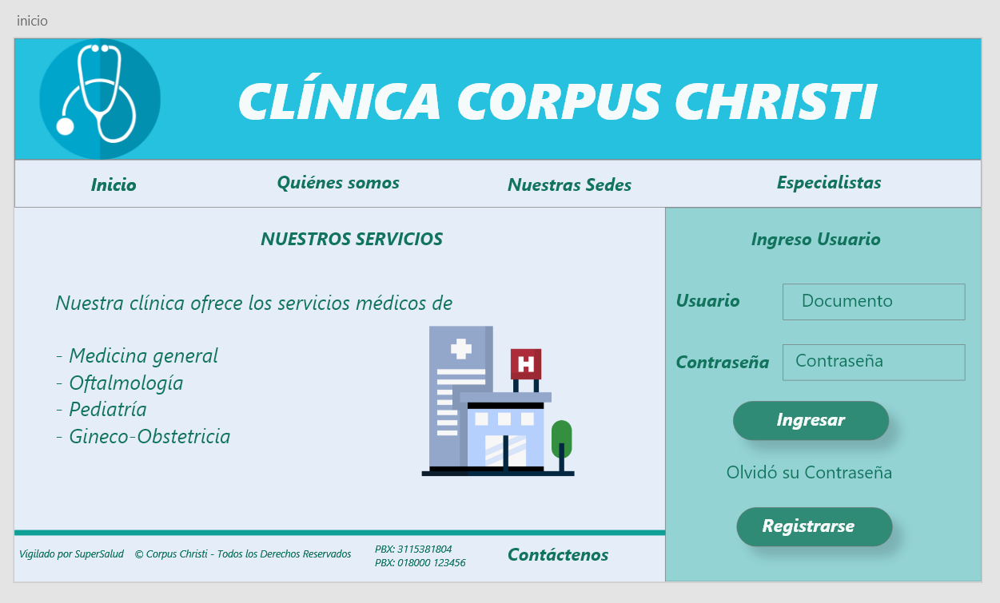 inicio
CLÍNICA CORPUS CHRISTI
Inicio
Quiénes somos
Nuestras Sedes
Especialistas
NUESTROS SERVICIOS
Nuestra clínica ofrece los servicios médicos de
- Medicina general
- Oftalmología
- Pediatría
- Gineco-Obstetricia
H
Ingreso Usuario
Usuario
Documento
Contraseña
Contraseña
Ingresar
Olvidó su Contraseña
Registrarse
Vigilado por SuperSalud
© Corpus Christi - Todos los Derechos Reservados
PBX: 3115381804
PBX: 018000 123456
Contáctenos